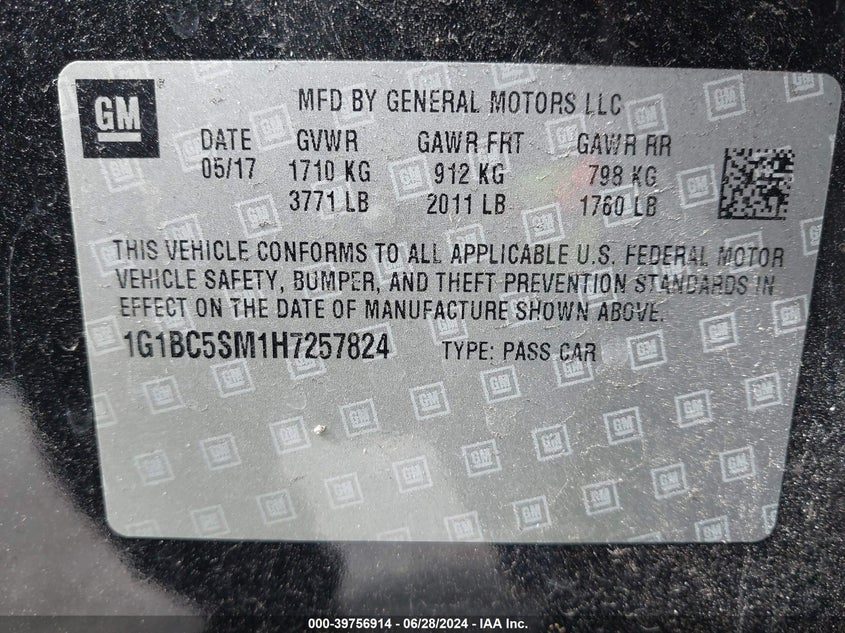 GM
MFD BY GENERAL MOTORS LLC
DATE GVWR GAWR FRT GAWR RR
05/17 1710 KG 912 KG 798 KG
3771 LB 2011 LB 1760 LB
THIS VEHICLE CONFORMS TO ALL APPLICABLE U.S. FEDERAL MOTOR
VEHICLE SAFETY, BUMPER, AND THEFT PREVENTION STANDARDS IN
EFFECT ON THE DATE OF MANUFACTURE SHOWN ABOVE.
1G1BC5SM1H7257824 TYPE: PASS CAR
000-39756914 - 06/28/2024 - IAA Inc.